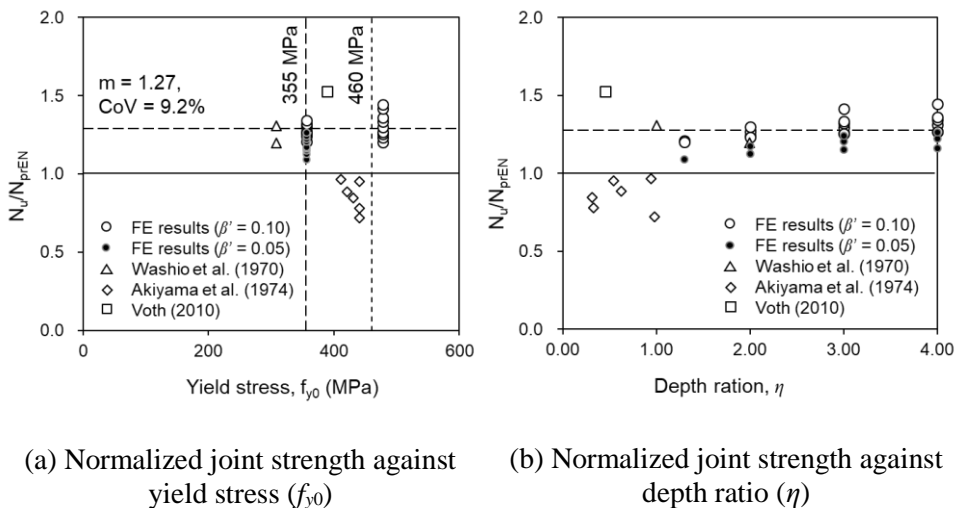 2.0
1.5
1.0
0.5
0.0
N_u/N_prEN
m = 1.27,
CoV = 9.2%
355 MPa
460 MPa
FE results (β' = 0.10)
FE results (β' = 0.05)
Washio et al. (1970)
Akiyama et al. (1974)
Voth (2010)
0 200 400 600
Yield stress, f_y0 (MPa)
(a) Normalized joint strength against
yield stress (f_y0)
2.0
1.5
1.0
0.5
0.0
N_u/N_prEN
FE results (β' = 0.10)
FE results (β' = 0.05)
Washio et al. (1970)
Akiyama et al. (1974)
Voth (2010)
0.00 1.00 2.00 3.00 4.00
Depth ration, η
(b) Normalized joint strength against
depth ratio (η)